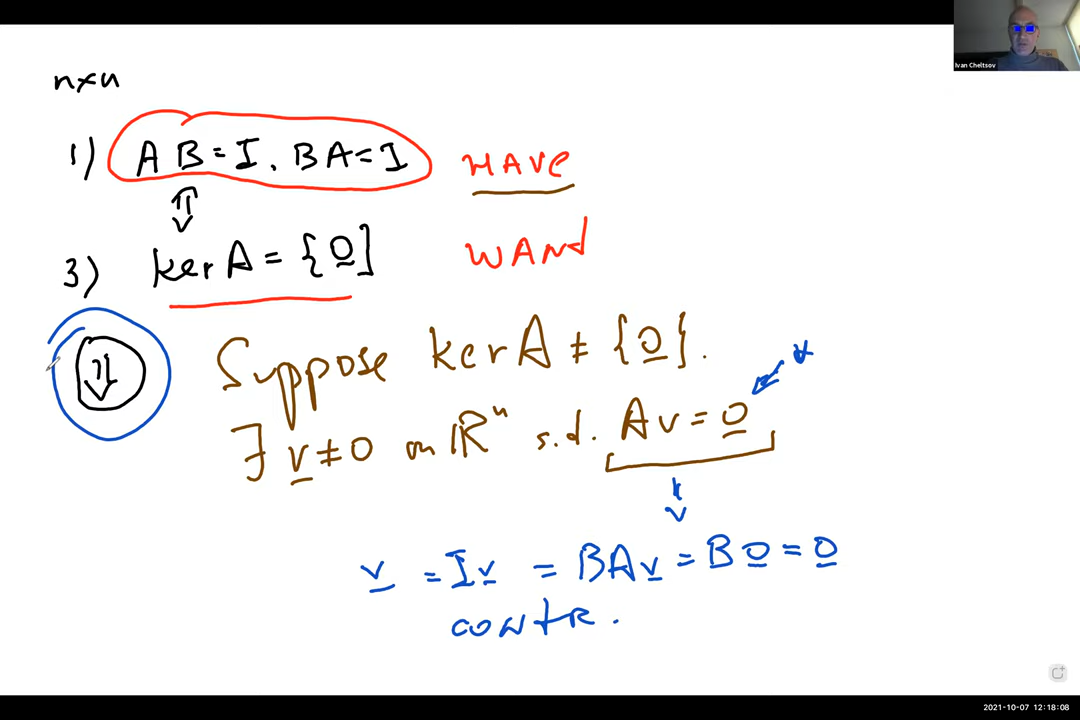 Ivan Cheltsov
n×n
1) AB=I, BA=I HAVE
⇕
3) ker A = {0} WANT
⇓ Suppose ker A ≠ {0}.
∃ v≠0 in ℝⁿ s.t. Av=0
v = Iv = BAv = B0 = 0
contr.
2021-10-07 12:18:08